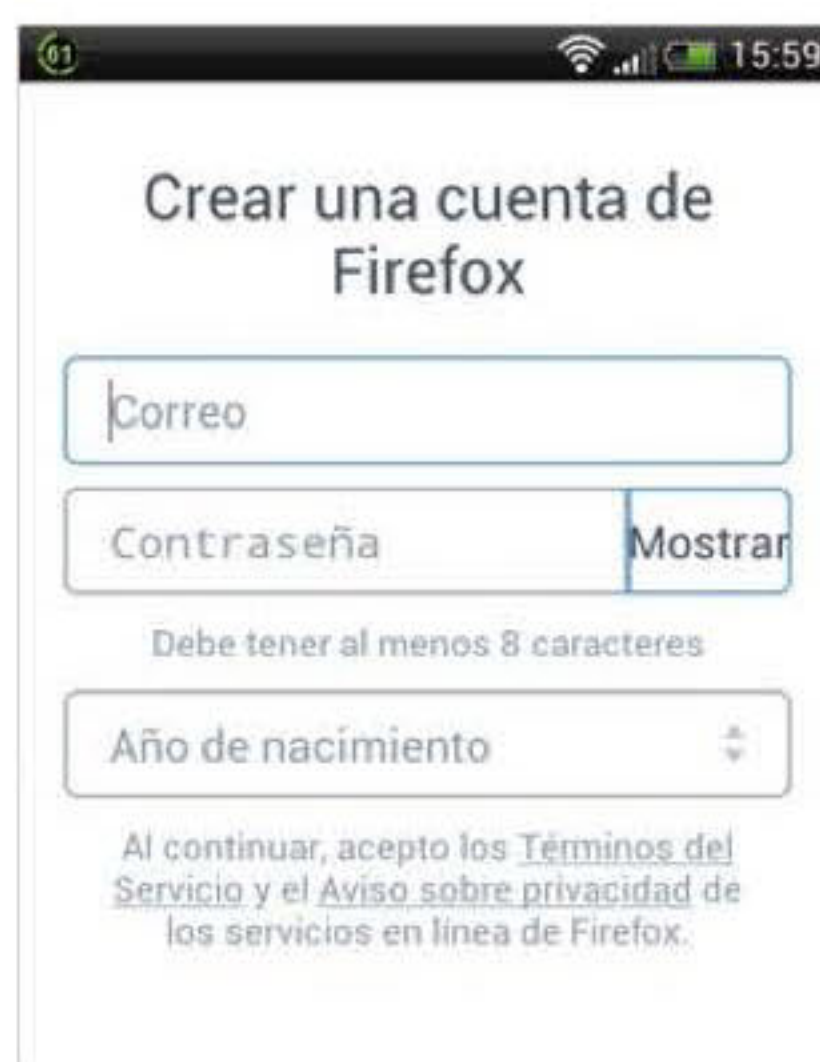 61 15:59
Crear una cuenta de
Firefox
Correo
Contraseña Mostrar
Debe tener al menos 8 caracteres
Año de nacimiento
Al continuar, acepto los Términos del
Servicio y el Aviso sobre privacidad de
los servicios en línea de Firefox.